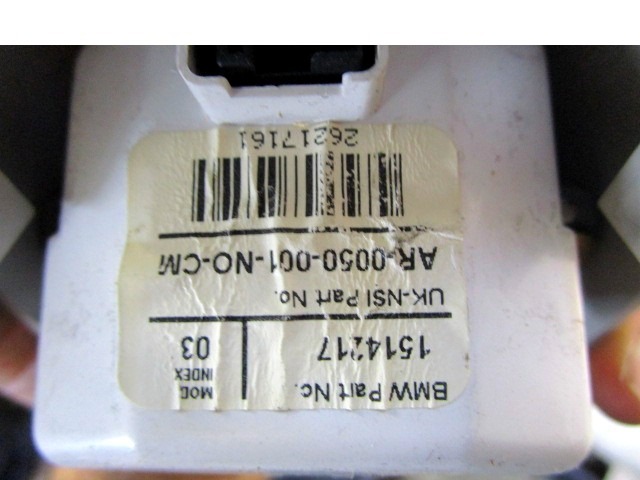 BMW Part No. MOD. INDEX
1514217 03
UK-NSI Part No.
AR-0050-001-NO-CM
26217161